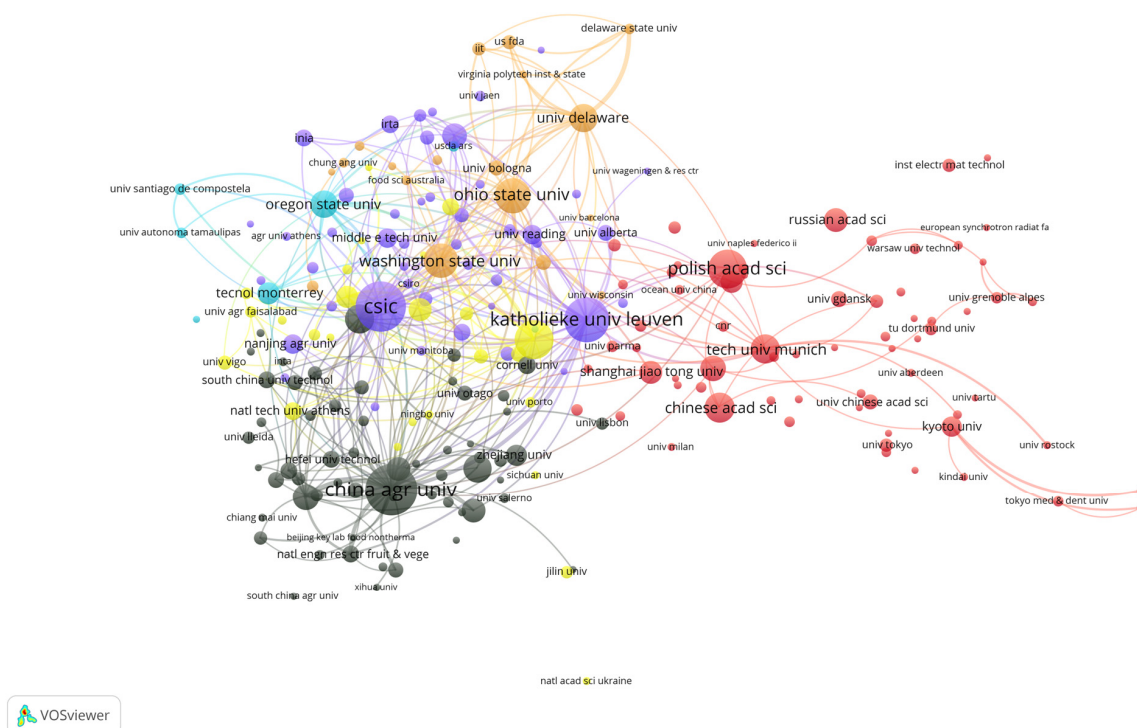 delaware state univ
us fda
iit
virginia polytech inst & state
univ jaen
univ delaware
irta
inia
usda ars
chung ang univ
univ bologna
inst electr mat technol
food sci australia
univ wageningen & res ctr
univ santiago de compostela
ohio state univ
oregon state univ
univ barcelona
russian acad sci
european synchrotron radiat fa
univ autonoma tamaulipas
agr univ athens
middle e tech univ
univ reading
univ alberta
univ naples federico ii
warsaw univ technol
washington state univ
polish acad sci
csiro
ocean univ china
tecnol monterrey
univ wisconsin
univ gdansk
univ grenoble alpes
csic
univ agr faisalabad
katholieke univ leuven
cnr
tu dortmund univ
nanjing agr univ
univ manitoba
univ parma
tech univ munich
univ vigo
inta
cornell univ
shanghai jiao tong univ
univ aberdeen
south china univ technol
univ otago
univ porto
univ chinese acad sci
univ tartu
natl tech univ athens
ningbo univ
chinese acad sci
univ lisbon
kyoto univ
univ lleida
univ milan
univ tokyo
univ rostock
hefei univ technol
zhejiang univ
sichuan univ
kindai univ
china agr univ
univ salerno
tokyo med & dent univ
chiang mai univ
beijing key lab food nontherma
natl engn res ctr fruit & vege
jilin univ
xihua univ
south china agr univ
natl acad sci ukraine
VOSviewer